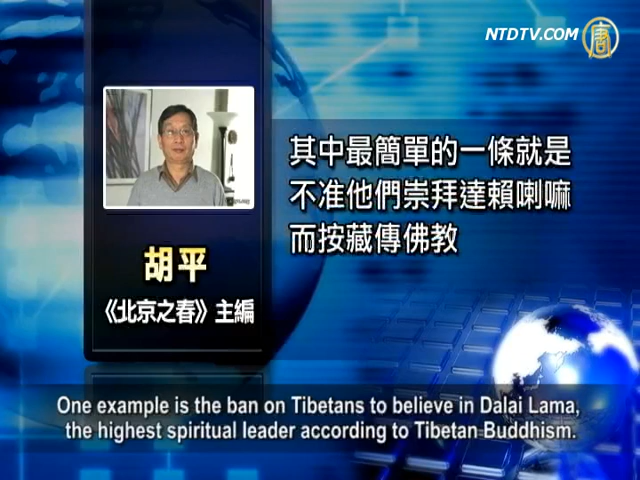 NTDTV.COM
唐
其中最簡單的一條就是
不准他們崇拜達賴喇嘛
而按藏傳佛教
胡平
《北京之春》主編
One example is the ban on Tibetans to believe in Dalai Lama,
the highest spiritual leader according to Tibetan Buddhism.